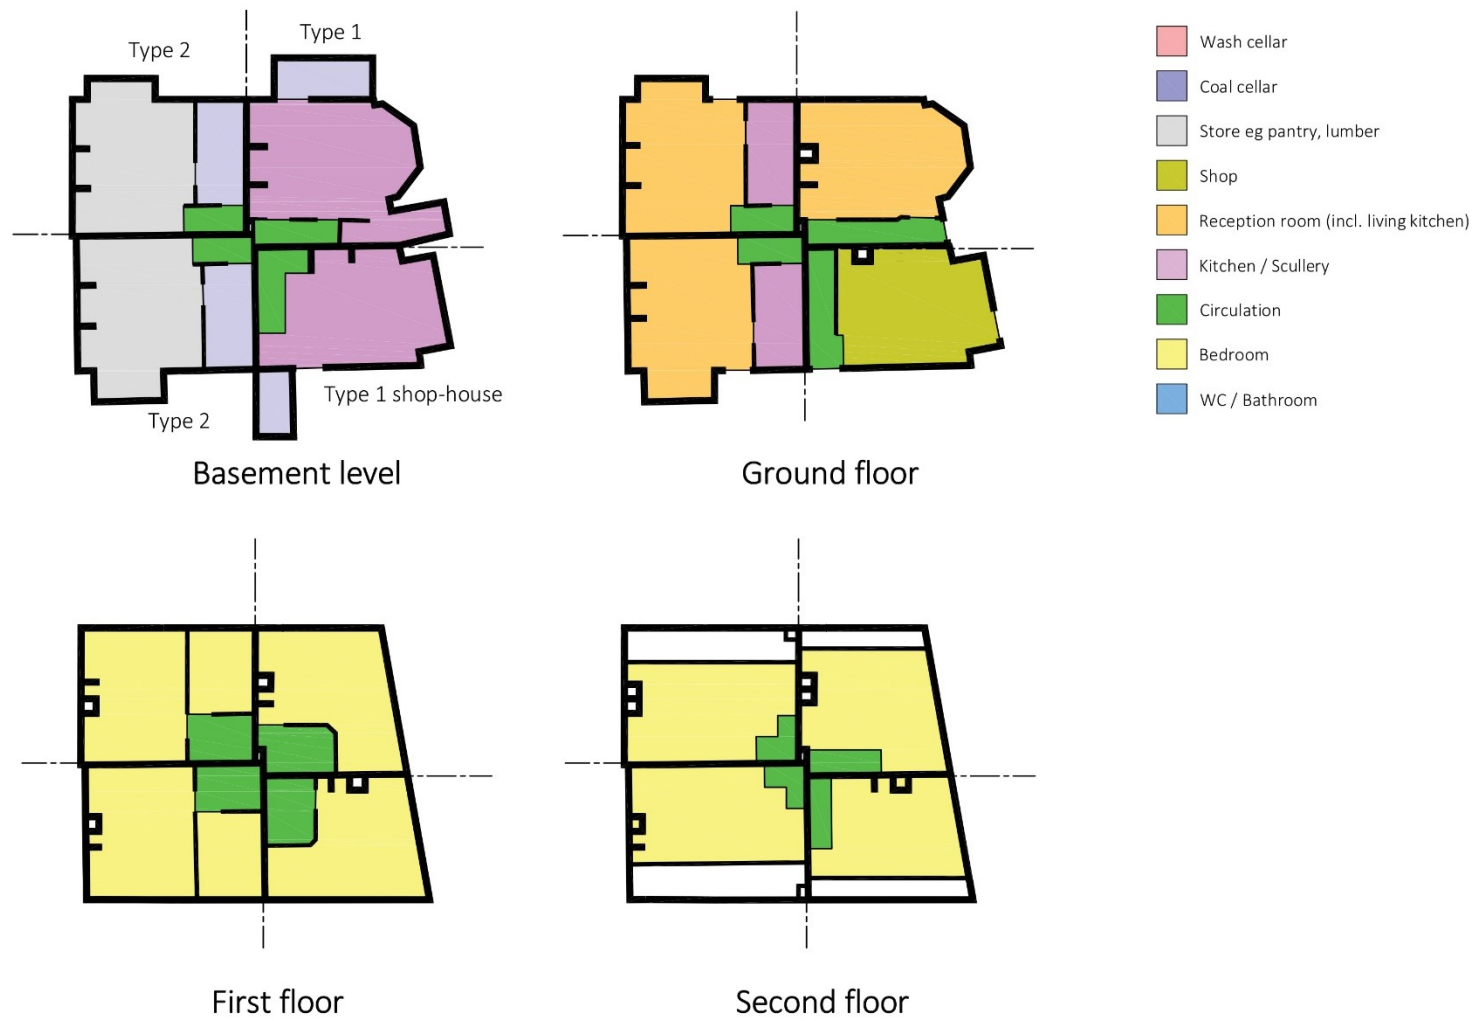 Type 2
Type 1
Type 2
Type 1 shop-house
Basement level
Ground floor
Wash cellar
Coal cellar
Store eg pantry, lumber
Shop
Reception room (incl. living kitchen)
Kitchen / Scullery
Circulation
Bedroom
WC / Bathroom
First floor
Second floor